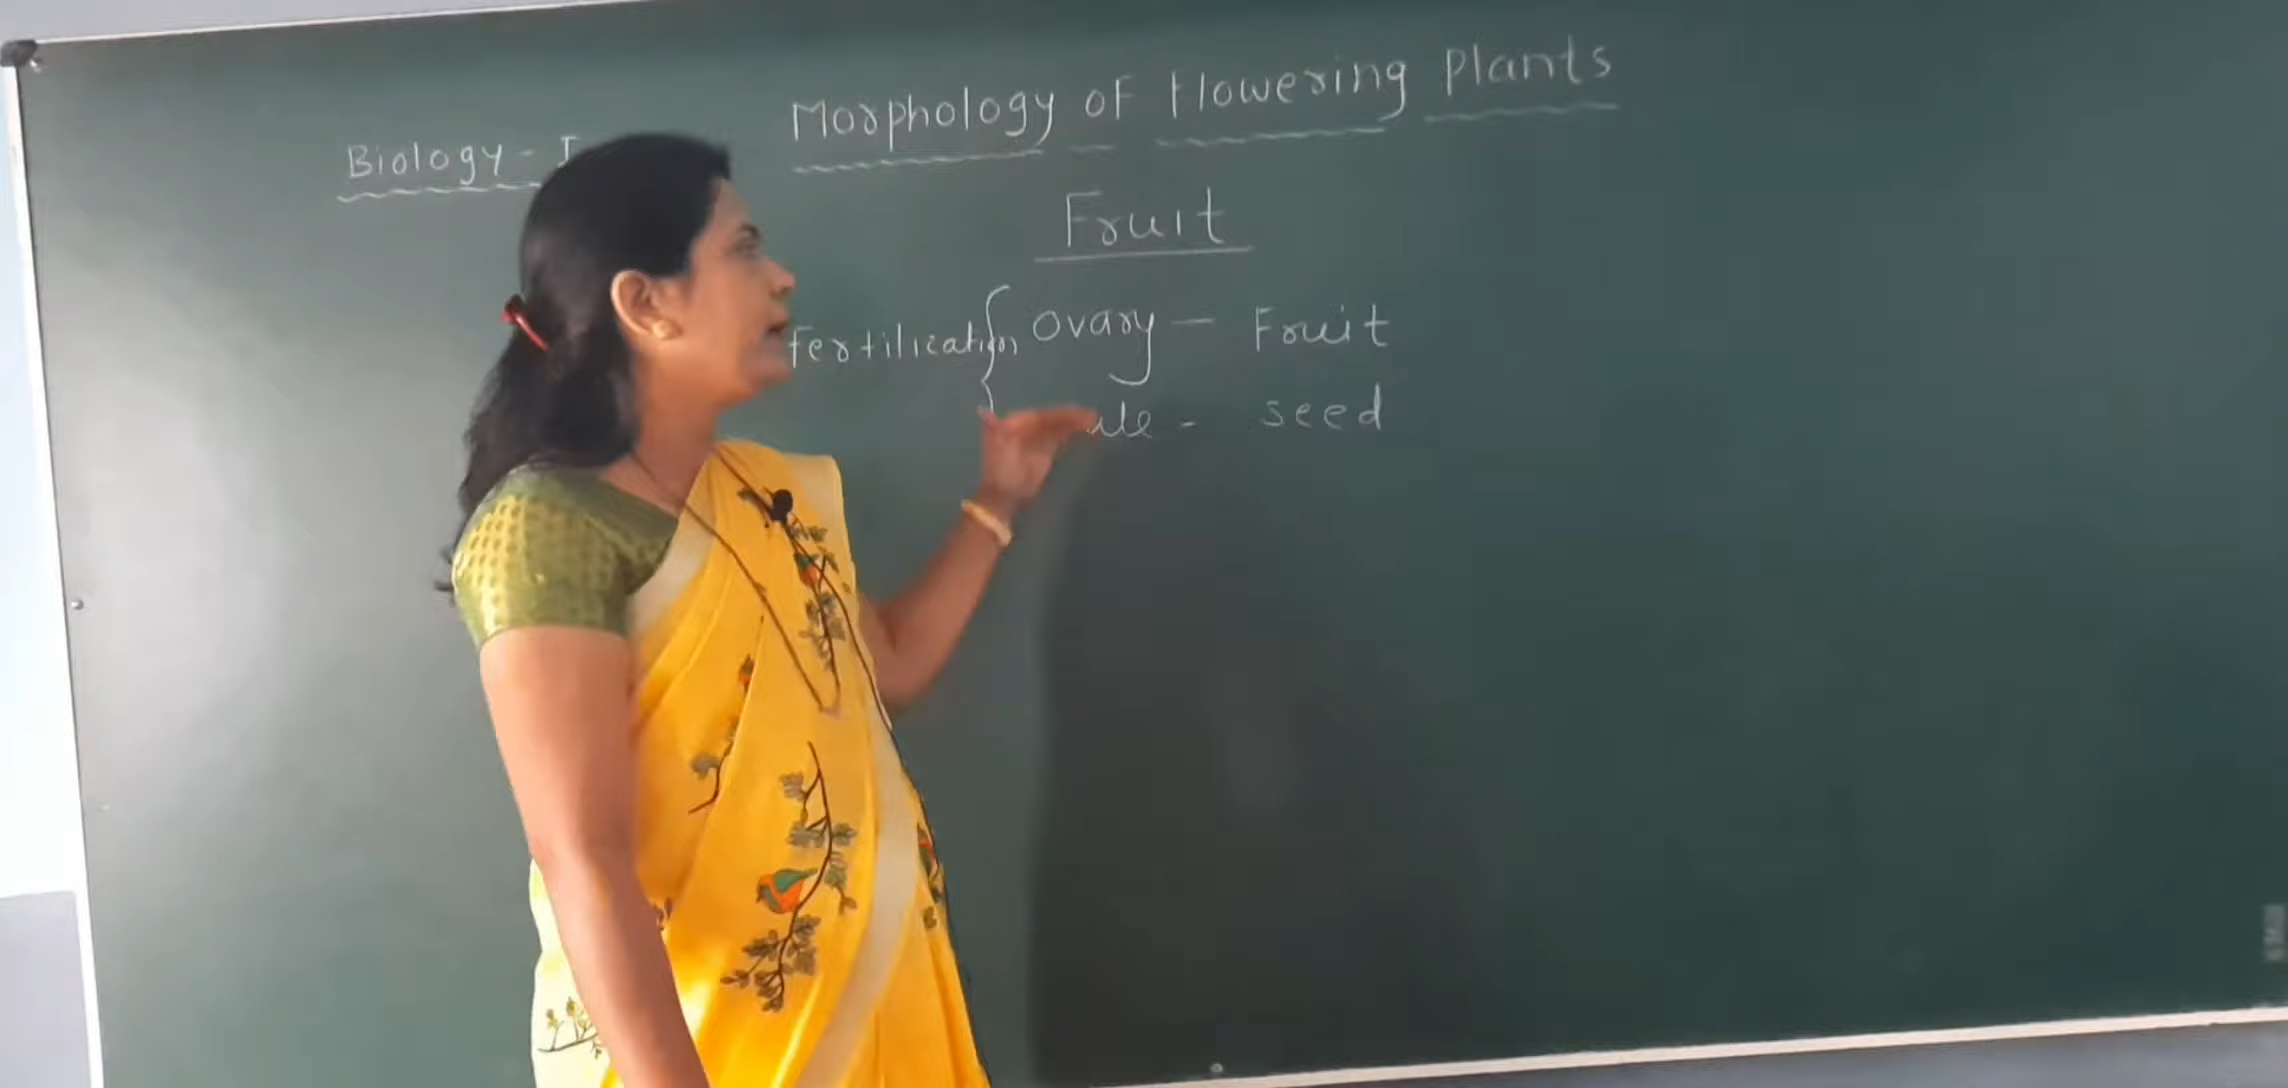 Morphology of Flowering Plants
Biology - I
Fruit
Fertilization { Ovary — Fruit
- seed